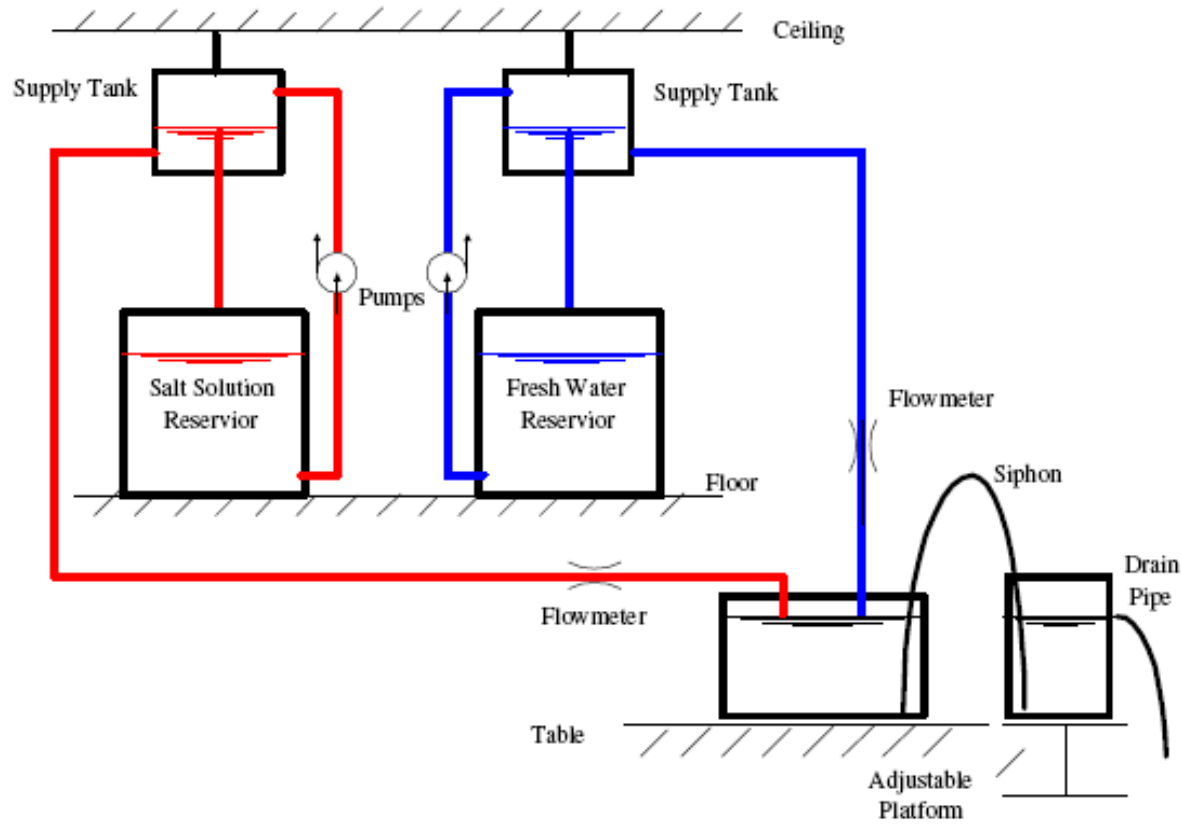 Ceiling
Supply Tank
Supply Tank
Pumps
Salt Solution
Reservior
Fresh Water
Reservior
Flowmeter
Floor
Siphon
Drain
Pipe
Flowmeter
Table
Adjustable
Platform